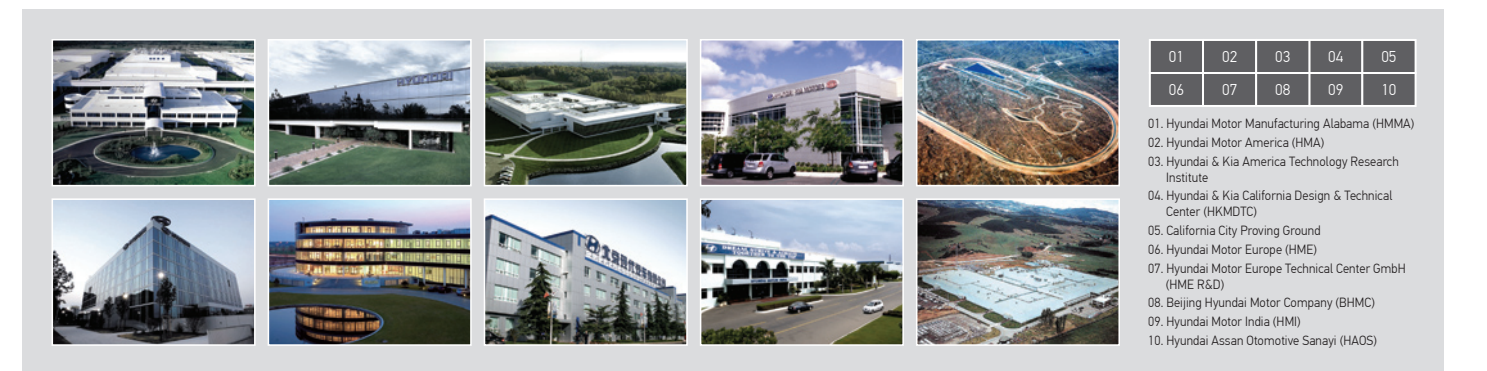 HYUNDAI
01 02 03 04 05
06 07 08 09 10
01. Hyundai Motor Manufacturing Alabama (HMMA)
02. Hyundai Motor America (HMA)
03. Hyundai & Kia America Technology Research
Institute
04. Hyundai & Kia California Design & Technical
Center (HKMDTC)
05. California City Proving Ground
06. Hyundai Motor Europe (HME)
07. Hyundai Motor Europe Technical Center GmbH
(HME R&D)
08. Beijing Hyundai Motor Company (BHMC)
09. Hyundai Motor India (HMI)
10. Hyundai Assan Otomotive Sanayi (HAOS)